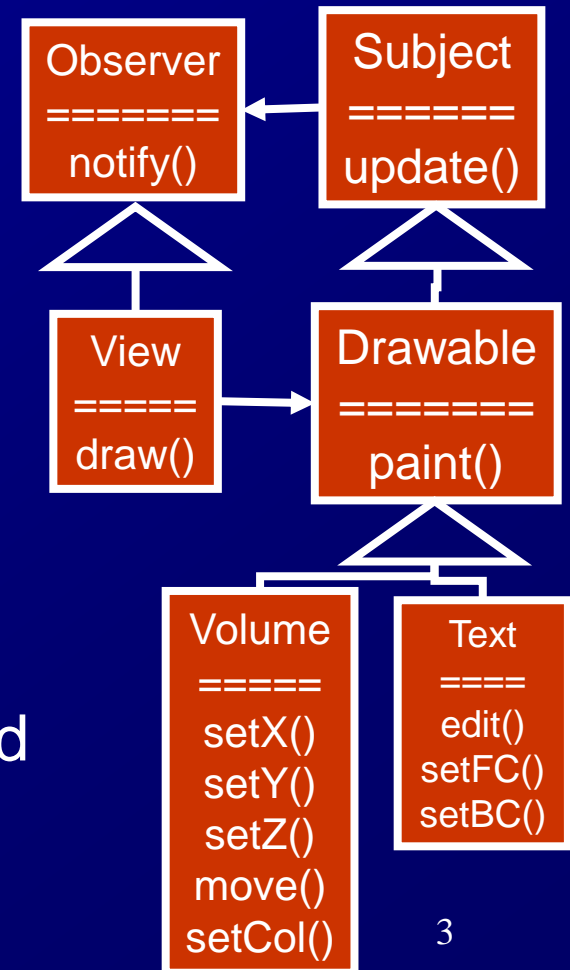 Observer
=======
notify()
Subject
======
update()
View
=====
draw()
Drawable
=======
paint()
Volume
=====
setX()
setY()
setZ()
move()
setCol()
Text
====
edit()
setFC()
setBC()
d
3